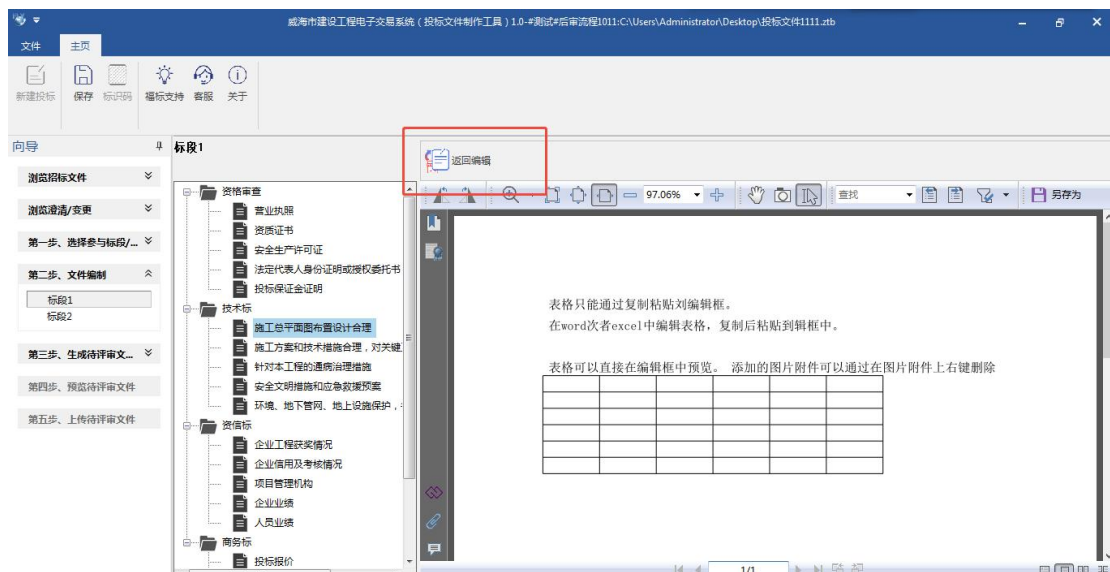 威海市建设工程电子交易系统（投标文件制作工具）1.0-#测试#后审流程1011:C:\Users\Administrator\Desktop\投标文件1111.ztb
文件 主页
新建投标 保存 标识码 福标支持 客服 关于
向导
浏览招标文件
浏览澄清/变更
第一步、选择参与标段/...
第二步、文件编制
标段1
标段2
第三步、生成待评审文...
第四步、预览待评审文件
第五步、上传待评审文件
标段1
资格审查
营业执照
资质证书
安全生产许可证
法定代表人身份证明或授权委托书
投标保证金证明
技术标
施工总平面图布置设计合理
施工方案和技术措施合理，对关键
针对本工程的通病治理措施
安全文明措施和应急救援预案
环境、地下管网、地上设施保护，
资信标
企业工程获奖情况
企业信用及考核情况
项目管理机构
企业业绩
人员业绩
商务标
投标报价
返回编辑
97.06% 查找 另存为
表格只能通过复制粘贴刘编辑框。
在word次者excel中编辑表格，复制后粘贴到辑框中。
表格可以直接在编辑框中预览。 添加的图片附件可以通过在图片附件上右键删除
1/1